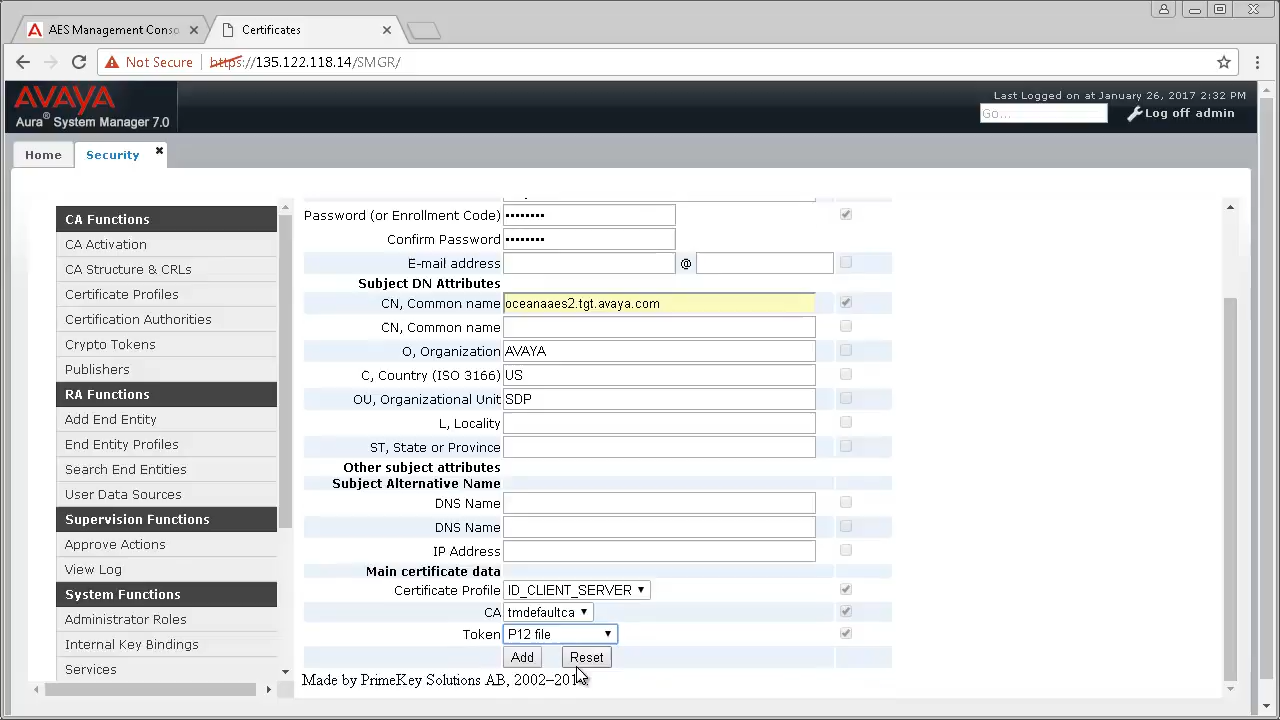 AES Management Conso
Certificates
Not Secure https://135.122.118.14/SMGR/
AVAYA
Aura® System Manager 7.0
Last Logged on at January 26, 2017 2:32 PM
Go...
Log off admin
Home
Security
CA Functions
CA Activation
CA Structure & CRLs
Certificate Profiles
Certification Authorities
Crypto Tokens
Publishers
RA Functions
Add End Entity
End Entity Profiles
Search End Entities
User Data Sources
Supervision Functions
Approve Actions
View Log
System Functions
Administrator Roles
Internal Key Bindings
Services
Password (or Enrollment Code) ••••••••
Confirm Password ••••••••
E-mail address @
Subject DN Attributes
CN, Common name oceanaaes2.tgt.avaya.com
CN, Common name
O, Organization AVAYA
C, Country (ISO 3166) US
OU, Organizational Unit SDP
L, Locality
ST, State or Province
Other subject attributes
Subject Alternative Name
DNS Name
DNS Name
IP Address
Main certificate data
Certificate Profile ID_CLIENT_SERVER
CA tmdefaultca
Token P12 file
Add Reset
Made by PrimeKey Solutions AB,